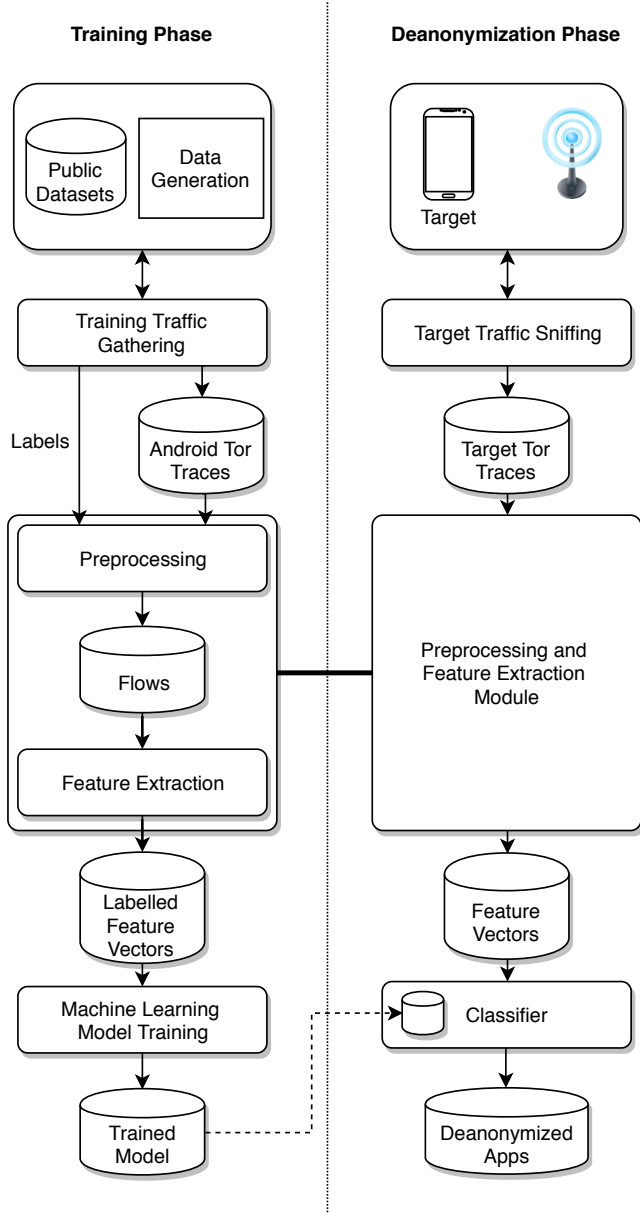 Training Phase
Public
Datasets
Data
Generation
Training Traffic
Gathering
Labels
Android Tor
Traces
Preprocessing
Flows
Feature Extraction
Labelled
Feature
Vectors
Machine Learning
Model Training
Trained
Model
Deanonymization Phase
Target
Target Traffic Sniffing
Target Tor
Traces
Preprocessing and
Feature Extraction
Module
Feature
Vectors
Classifier
Deanonymized
Apps